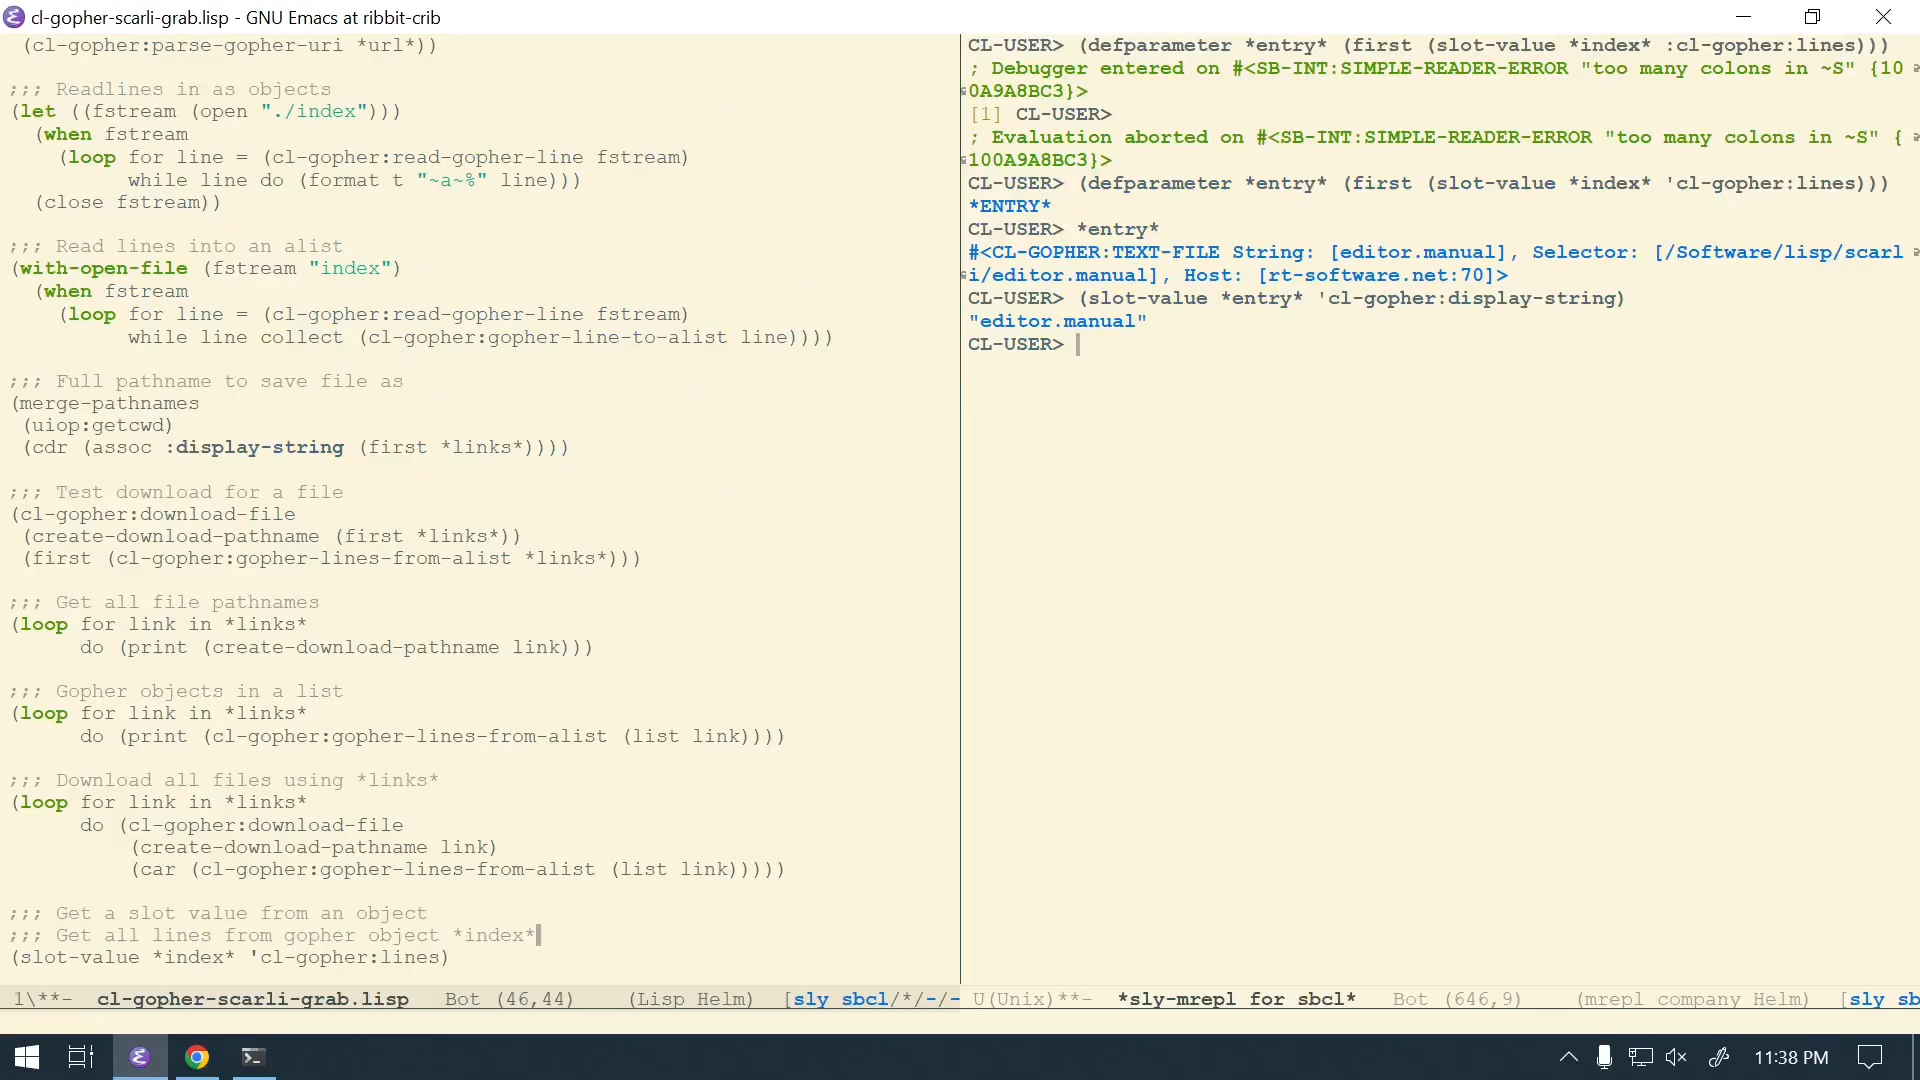 cl-gopher-scarli-grab.lisp - GNU Emacs at ribbit-crib
(cl-gopher:parse-gopher-uri *url*))
;;; Readlines in as objects
(let ((fstream (open "./index")))
(when fstream
(loop for line = (cl-gopher:read-gopher-line fstream)
while line do (format t "~a~%" line)))
(close fstream))
;;; Read lines into an alist
(with-open-file (fstream "index")
(when fstream
(loop for line = (cl-gopher:read-gopher-line fstream)
while line collect (cl-gopher:gopher-line-to-alist line))))
;;; Full pathname to save file as
(merge-pathnames
(uiop:getcwd)
(cdr (assoc :display-string (first *links*))))
;;; Test download for a file
(cl-gopher:download-file
(create-download-pathname (first *links*))
(first (cl-gopher:gopher-lines-from-alist *links*)))
;;; Get all file pathnames
(loop for link in *links*
do (print (create-download-pathname link)))
;;; Gopher objects in a list
(loop for link in *links*
do (print (cl-gopher:gopher-lines-from-alist (list link))))
;;; Download all files using *links*
(loop for link in *links*
do (cl-gopher:download-file
(create-download-pathname link)
(car (cl-gopher:gopher-lines-from-alist (list link)))))
;;; Get a slot value from an object
;;; Get all lines from gopher object *index*
(slot-value *index* 'cl-gopher:lines)
1\**-  cl-gopher-scarli-grab.lisp   Bot (46,44)    (Lisp Helm)  [sly sbcl/*/-/-
CL-USER> (defparameter *entry* (first (slot-value *index* :cl-gopher:lines)))
; Debugger entered on #<SB-INT:SIMPLE-READER-ERROR "too many colons in ~S" {10
0A9A8BC3}>
[1] CL-USER>
; Evaluation aborted on #<SB-INT:SIMPLE-READER-ERROR "too many colons in ~S" {
100A9A8BC3}>
CL-USER> (defparameter *entry* (first (slot-value *index* 'cl-gopher:lines)))
*ENTRY*
CL-USER> *entry*
#<CL-GOPHER:TEXT-FILE String: [editor.manual], Selector: [/Software/lisp/scarl
i/editor.manual], Host: [rt-software.net:70]>
CL-USER> (slot-value *entry* 'cl-gopher:display-string)
"editor.manual"
CL-USER>
U(Unix)**-  *sly-mrepl for sbcl*   Bot (646,9)    (mrepl company Helm)  [sly sb
11:38 PM